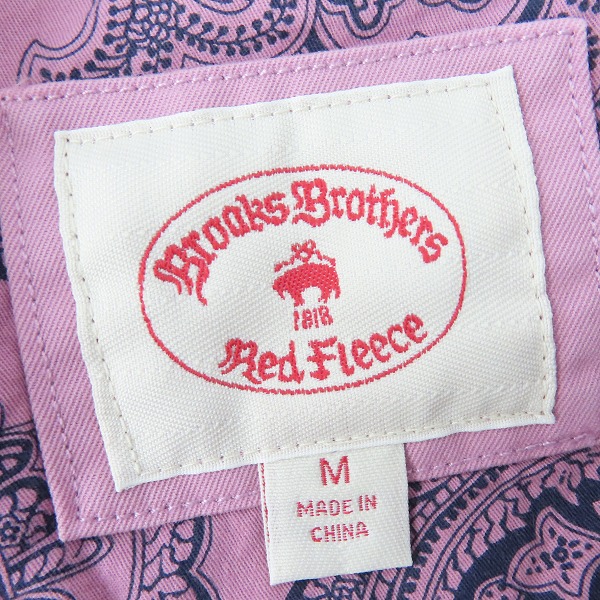 Brooks Brothers
1818
Red Fleece
M
MADE IN
CHINA